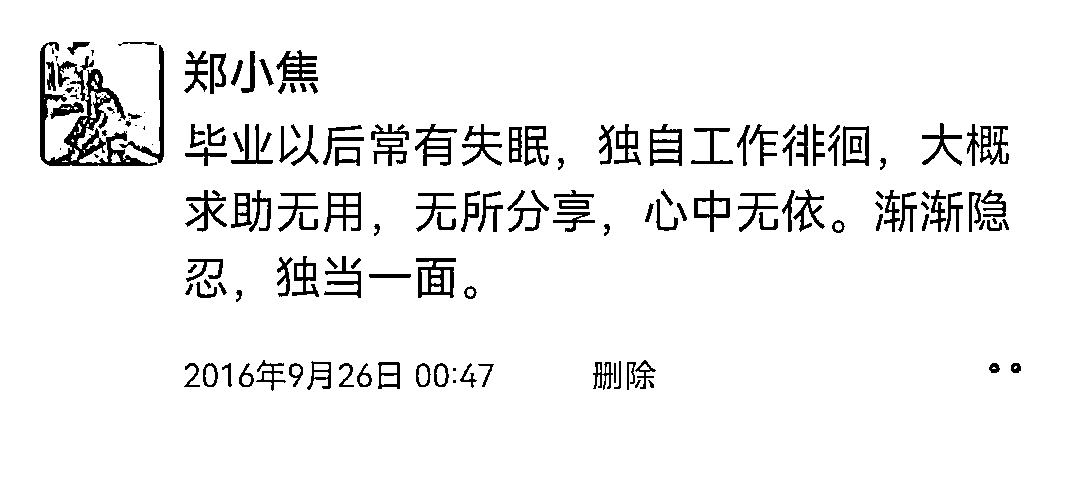 郑小焦
毕业以后常有失眠，独自工作徘徊，大概
求助无用，无所分享，心中无依。渐渐隐
忍，独当一面。
2016年9月26日 00:47 删除